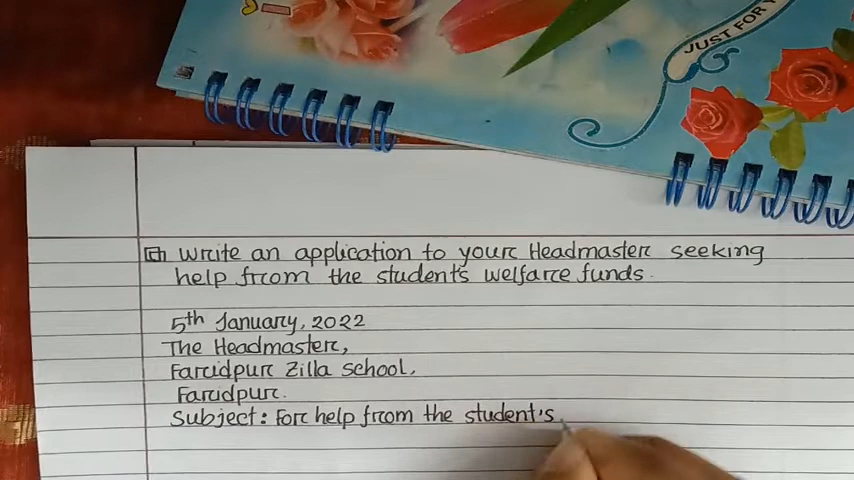 JUST FOR
Write an application to your Headmaster seeking
help from the student's welfare funds.
5th January, 2022
The Headmaster,
Faridpur Zilla School,
Faridpur.
Subject: For help from the student's